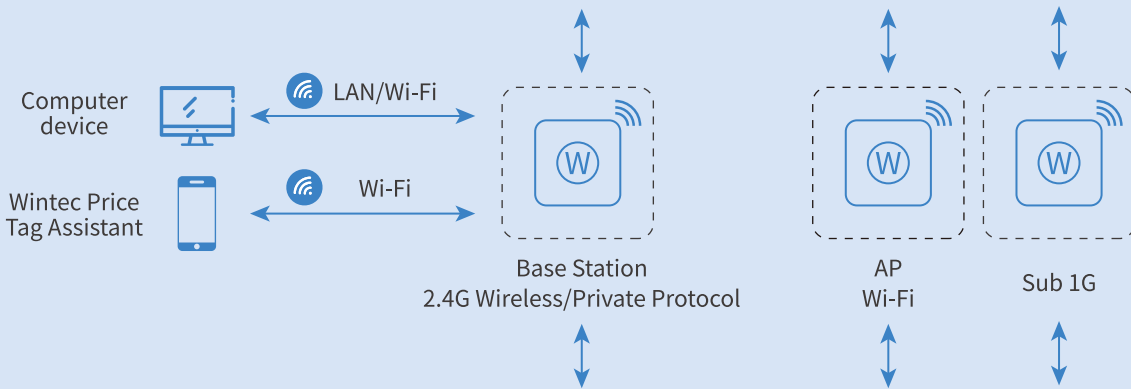 LAN/Wi-Fi
Computer
device
W
W
W
Wi-Fi
Wintec Price
Tag Assistant
Base Station
2.4G Wireless/Private Protocol
AP
Wi-Fi
Sub 1G